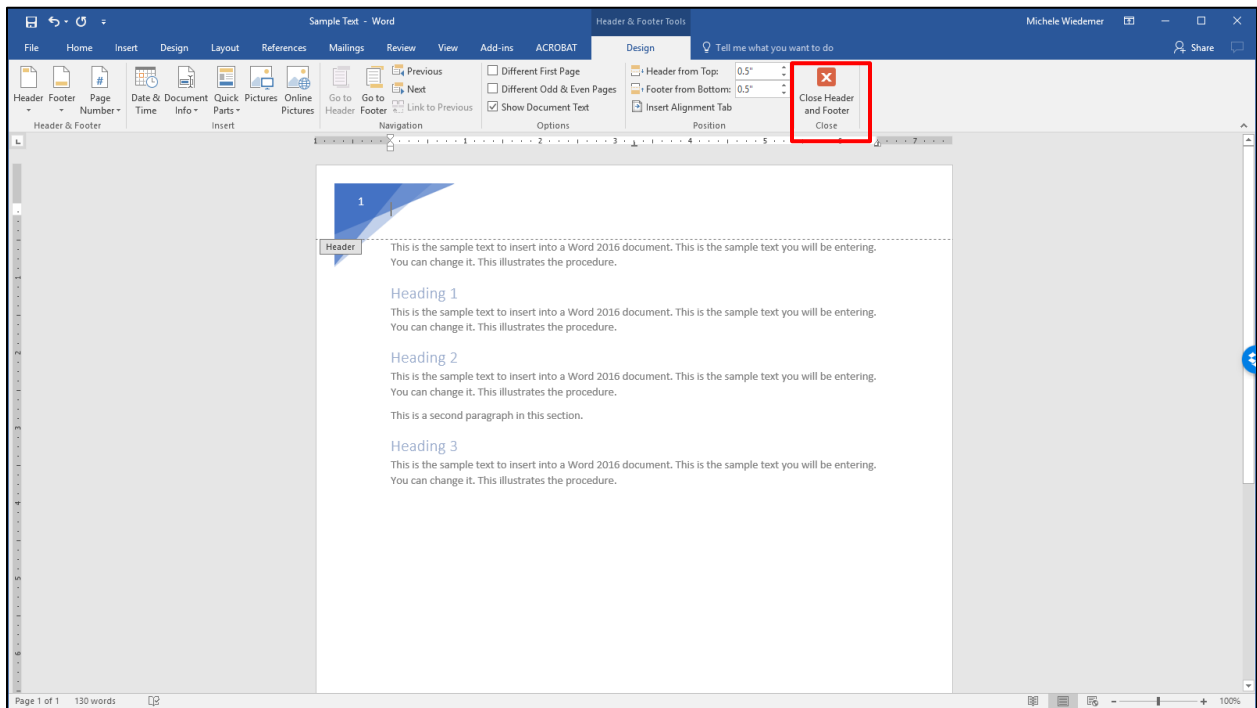 Sample Text - Word
Header & Footer Tools
Michele Wiedemer
File Home Insert Design Layout References Mailings Review View Add-ins ACROBAT Design Tell me what you want to do Share
Header Footer Page Number
Header & Footer
Date & Time Document Info Quick Parts Pictures Online Pictures
Insert
Go to Header Go to Footer Previous
Next
Link to Previous
Navigation
Different First Page
Different Odd & Even Pages
Show Document Text
Options
Header from Top: 0.5"
Footer from Bottom: 0.5"
Insert Alignment Tab
Position
Close Header
and Footer
Close
1 1 2 3 4 5 6 7
1
Header
This is the sample text to insert into a Word 2016 document. This is the sample text you will be entering.
You can change it. This illustrates the procedure.
Heading 1
This is the sample text to insert into a Word 2016 document. This is the sample text you will be entering.
You can change it. This illustrates the procedure.
Heading 2
This is the sample text to insert into a Word 2016 document. This is the sample text you will be entering.
You can change it. This illustrates the procedure.
This is a second paragraph in this section.
Heading 3
This is the sample text to insert into a Word 2016 document. This is the sample text you will be entering.
You can change it. This illustrates the procedure.
Page 1 of 1 130 words 100%